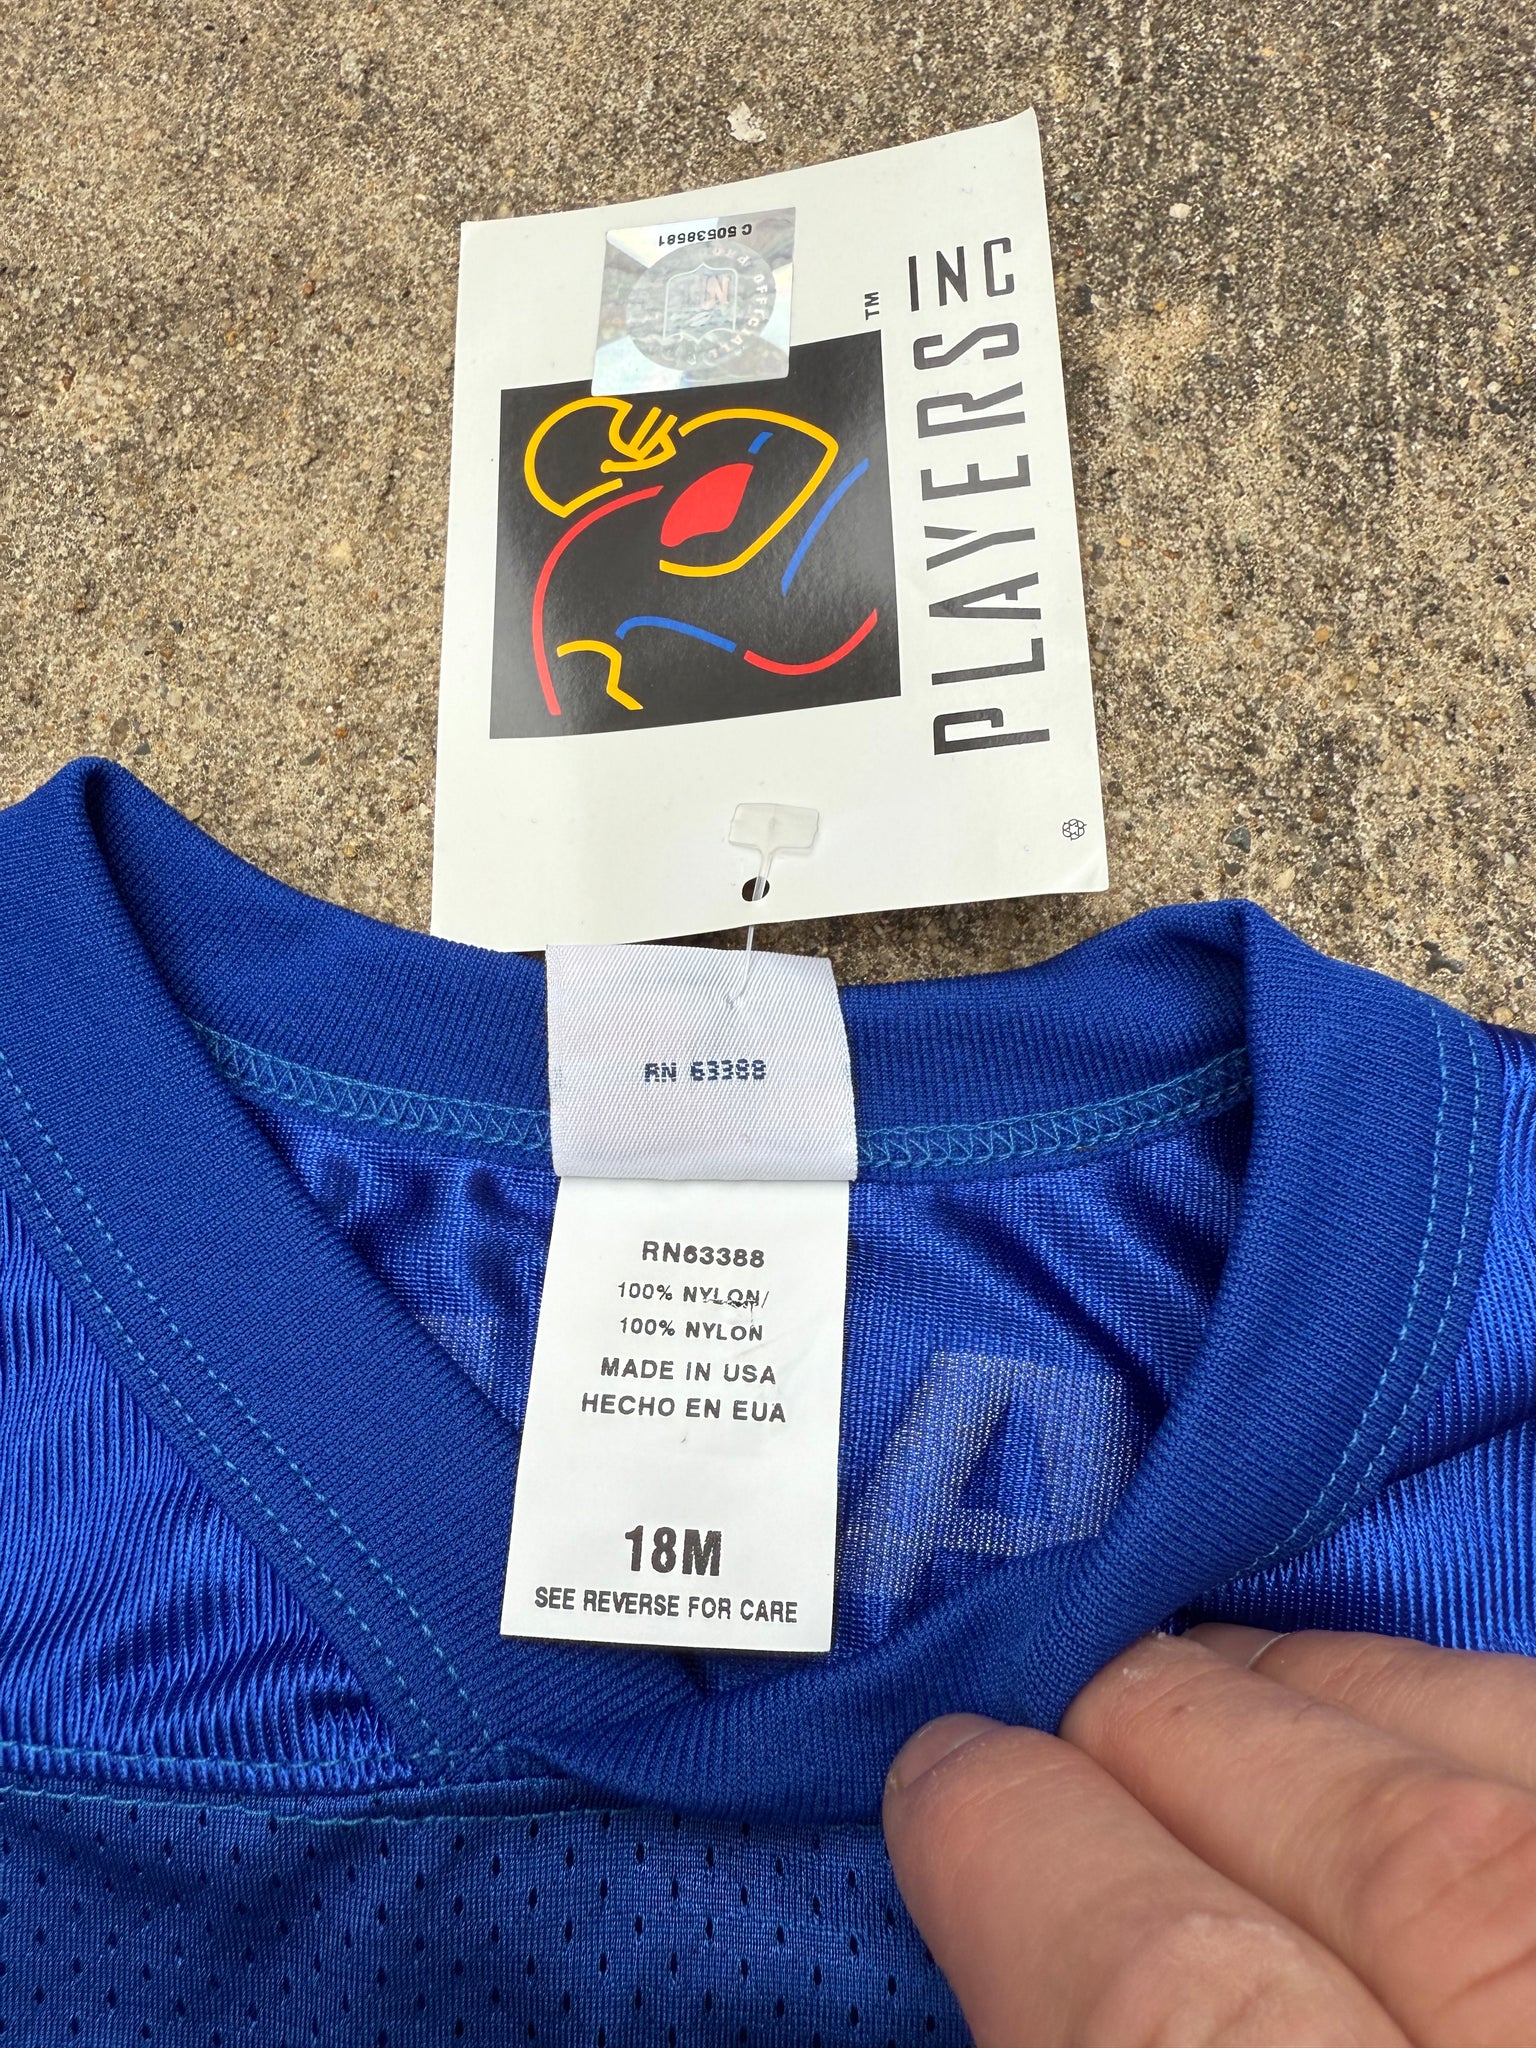 C 50538581
PLAYERS INC
TM
RN 63388
RN63388
100% NYLON/
100% NYLON
MADE IN USA
HECHO EN EUA
18M
SEE REVERSE FOR CARE